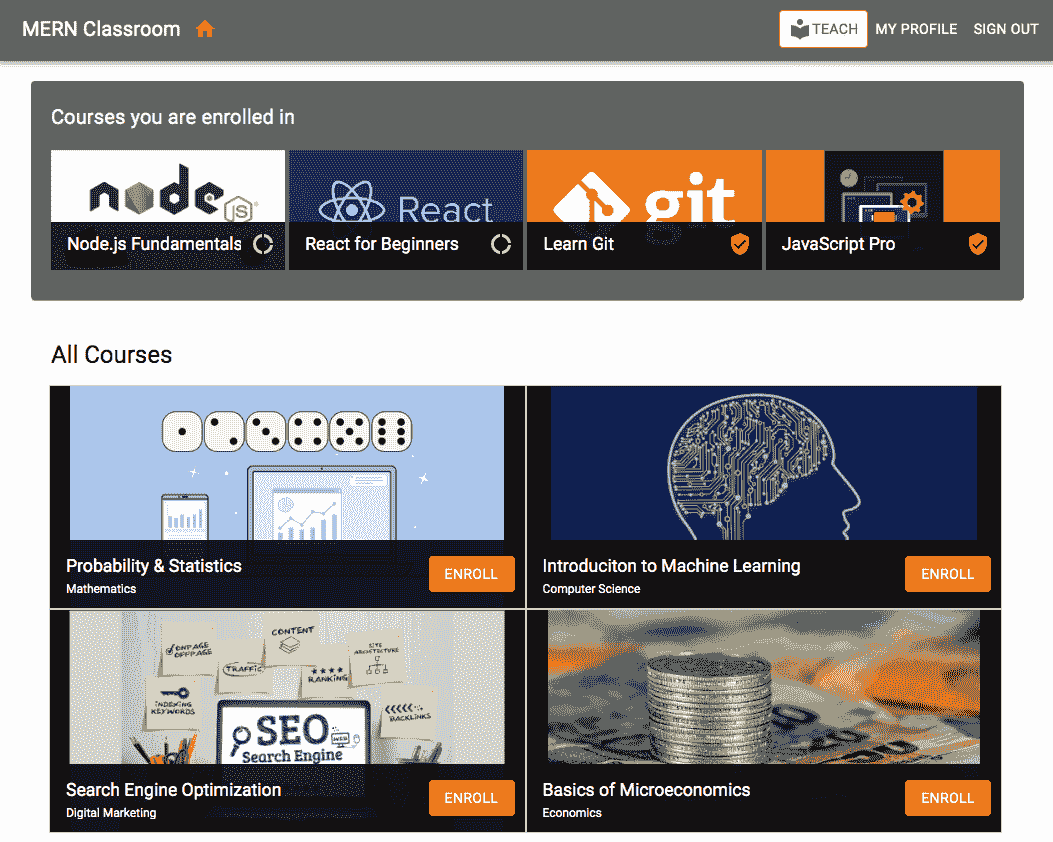 MERN Classroom
TEACH MY PROFILE SIGN OUT
Courses you are enrolled in
node JS
React
git
Node.js Fundamentals
React for Beginners
Learn Git
JavaScript Pro
All Courses
Probability & Statistics
Mathematics
ENROLL
Introduciton to Machine Learning
Computer Science
ENROLL
ONPAGE
OFFPAGE
CONTENT
SITE
ARCHITECTURE
TRAFFIC
RANKING
INDEXING
KEYWORDS
BACKLINKS
SEO
WEB
Search Engine
Search Engine Optimization
Digital Marketing
ENROLL
20
Basics of Microeconomics
Economics
ENROLL